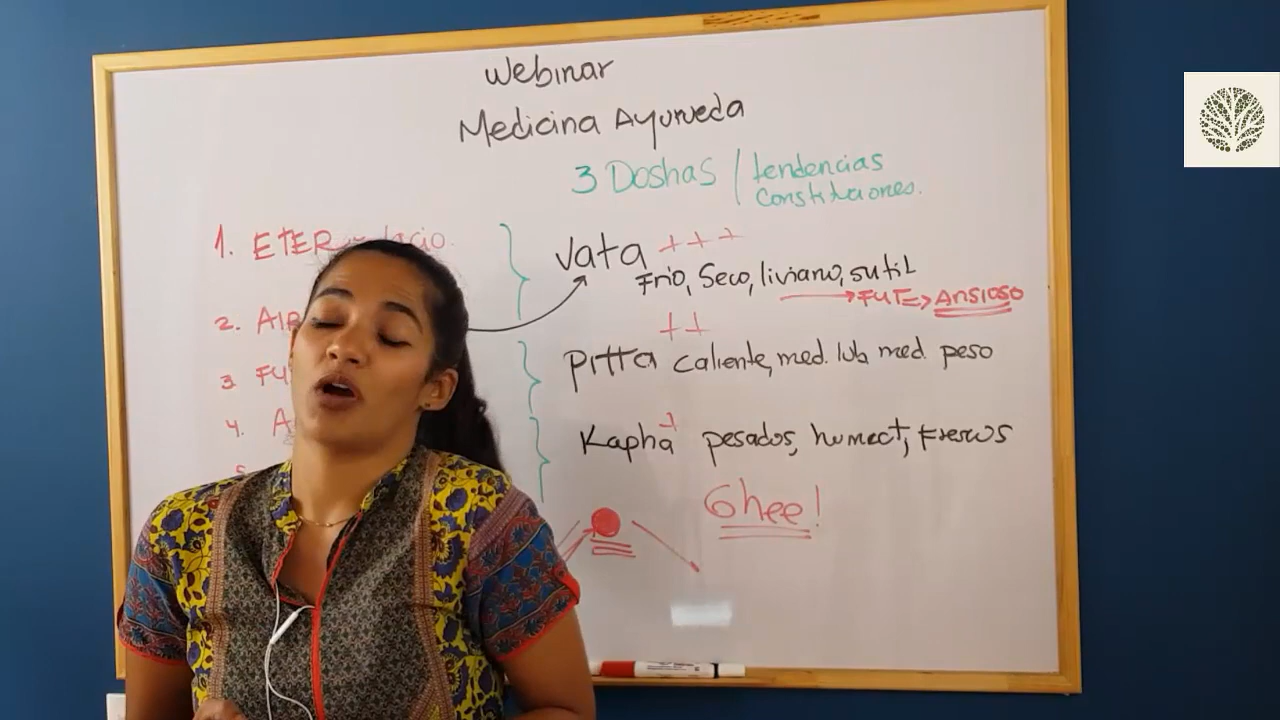 Webinar
Medicina Ayurveda
3 Doshas / tendencias
constituciones.
1. ETER
Vata +++
Frio, Seco, liviano, sutil
Ansioso
2. AIR
++
Pitta caliente, med. lub med. peso
3. FU
+
Kapha pesados, humect, frescos
4. A
5.
Ghee!